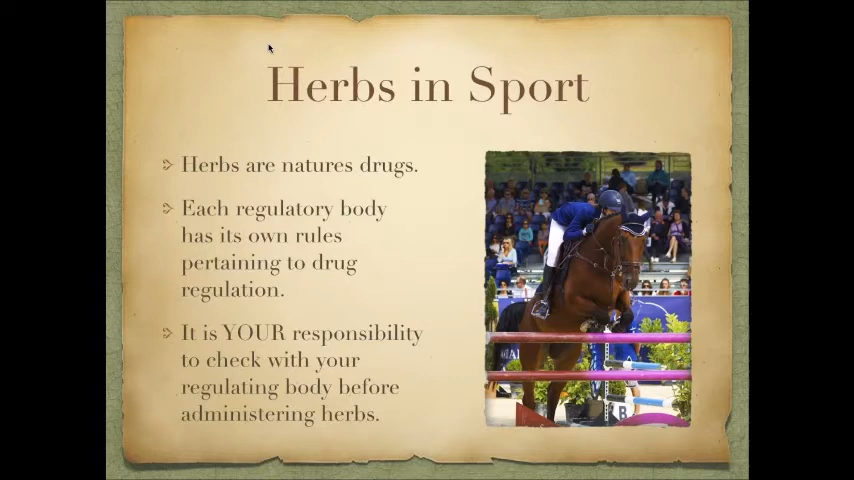 Herbs in Sport
Herbs are natures drugs.
Each regulatory body
has its own rules
pertaining to drug
regulation.
It is YOUR responsibility
to check with your
regulating body before
administering herbs.
B